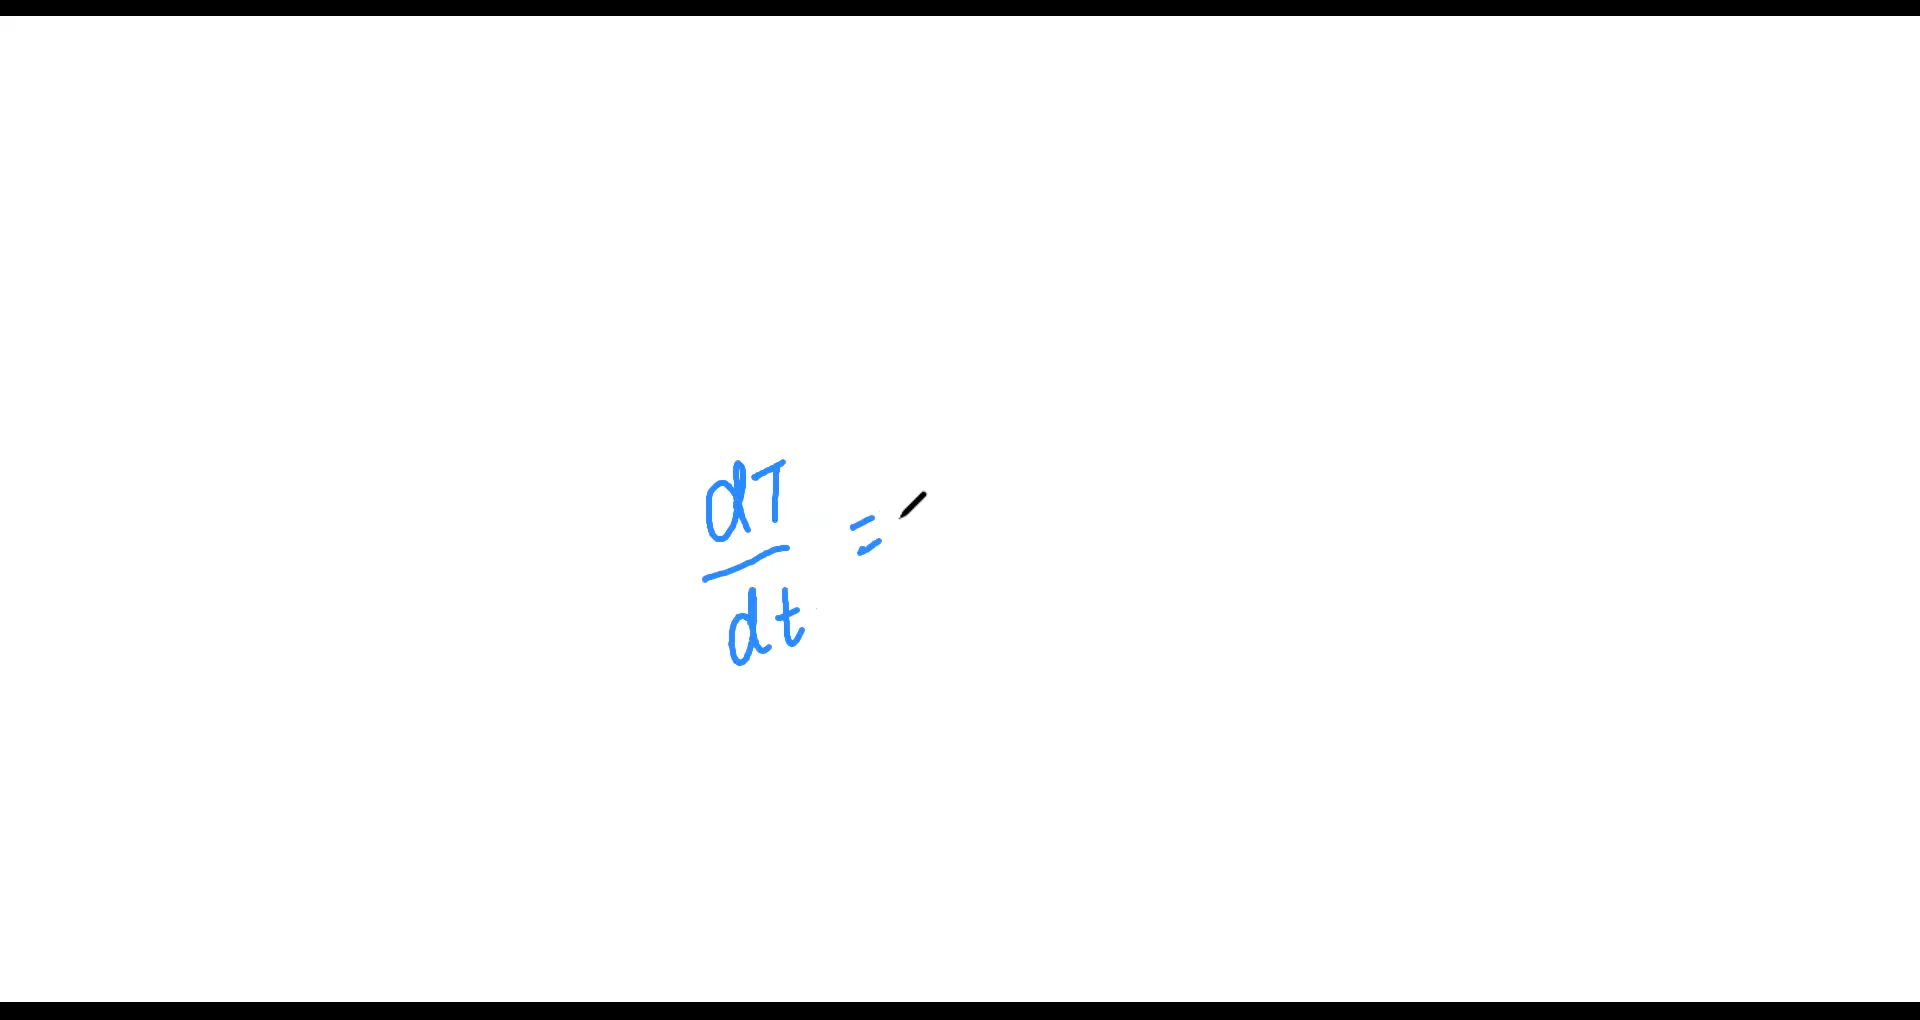 dT/dt =